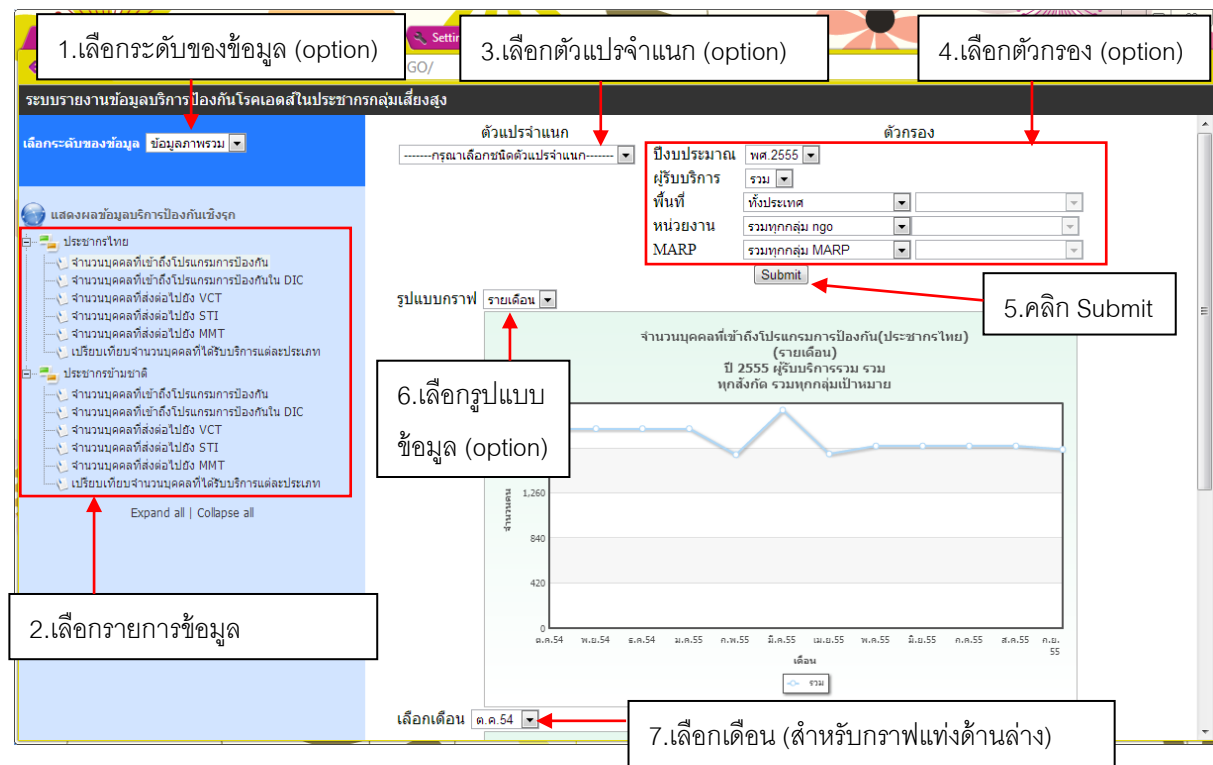 1.เลือกระดับของข้อมูล (option)
3.เลือกตัวแปรจำแนก (option)
4.เลือกตัวกรอง (option)
GO/
ระบบรายงานข้อมูลบริการป้องกันโรคเอดส์ในประชากรกลุ่มเสี่ยงสูง
เลือกระดับของข้อมูล ข้อมูลภาพรวม
แสดงผลข้อมูลบริการป้องกันเชิงรุก
ประชากรไทย
จำนวนบุคคลที่เข้าถึงโปรแกรมการป้องกัน
จำนวนบุคคลที่เข้าถึงโปรแกรมการป้องกันใน DIC
จำนวนบุคคลที่ส่งต่อไปยัง VCT
จำนวนบุคคลที่ส่งต่อไปยัง STI
จำนวนบุคคลที่ส่งต่อไปยัง MMT
เปรียบเทียบจำนวนบุคคลที่ได้รับบริการแต่ละประเภท
ประชากรข้ามชาติ
จำนวนบุคคลที่เข้าถึงโปรแกรมการป้องกัน
จำนวนบุคคลที่เข้าถึงโปรแกรมการป้องกันใน DIC
จำนวนบุคคลที่ส่งต่อไปยัง VCT
จำนวนบุคคลที่ส่งต่อไปยัง STI
จำนวนบุคคลที่ส่งต่อไปยัง MMT
เปรียบเทียบจำนวนบุคคลที่ได้รับบริการแต่ละประเภท
Expand all | Collapse all
2.เลือกรายการข้อมูล
ตัวแปรจำแนก
-------กรุณาเลือกชนิดตัวแปรจำแนก-------
ตัวกรอง
ปีงบประมาณ พศ.2555
ผู้รับบริการ รวม
พื้นที่ ทั้งประเทศ
หน่วยงาน รวมทุกกลุ่ม ngo
MARP รวมทุกกลุ่ม MARP
Submit
5.คลิก Submit
รูปแบบกราฟ รายเดือน
6.เลือกรูปแบบ
ข้อมูล (option)
จำนวนบุคคลที่เข้าถึงโปรแกรมการป้องกัน(ประชากรไทย)
(รายเดือน)
ปี 2555 ผู้รับบริการรวม รวม
ทุกสังกัด รวมทุกกลุ่มเป้าหมาย
จำนวนคน
1,260
840
420
0
ต.ค.54 พ.ย.54 ธ.ค.54 ม.ค.55 ก.พ.55 มี.ค.55 เม.ย.55 พ.ค.55 มิ.ย.55 ก.ค.55 ส.ค.55 ก.ย.
55
เดือน
รวม
เลือกเดือน ต.ค.54
7.เลือกเดือน (สำหรับกราฟแท่งด้านล่าง)